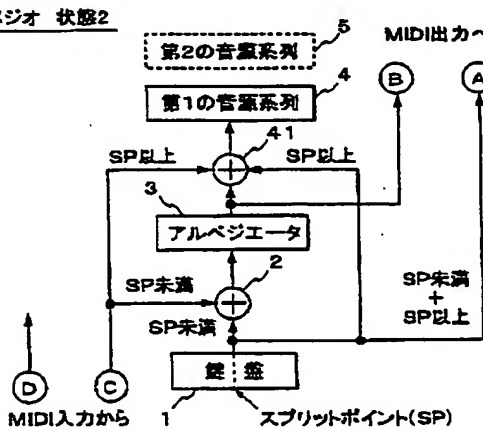 ペジオ 状態2
第2の音源系列
5
MIDI出力へ
第1の音源系列
4
B
A
41
SP以上
SP以上
3
アルペジエータ
2
SP未満
SP未満
SP未満
+
SP以上
鍵 盤
D
C
MIDI入力から
1
スプリットポイント(SP)